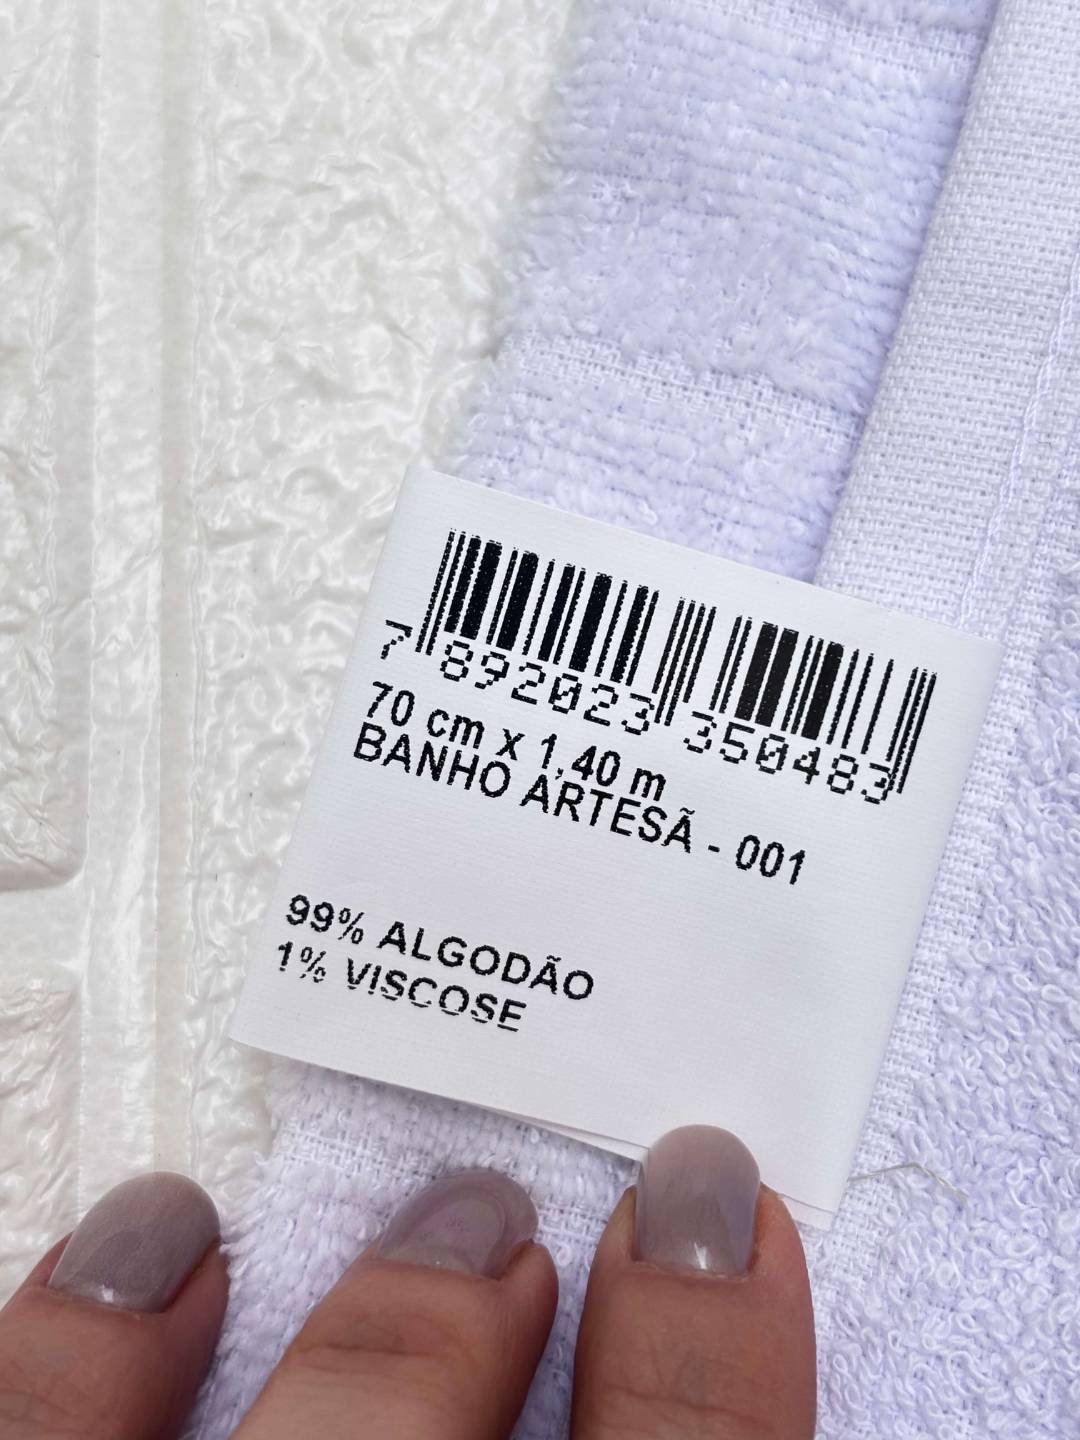 7 892023 350483
70 cm x 1,40 m
BANHO ARTESÃ - 001
99% ALGODÃO
1% VISCOSE